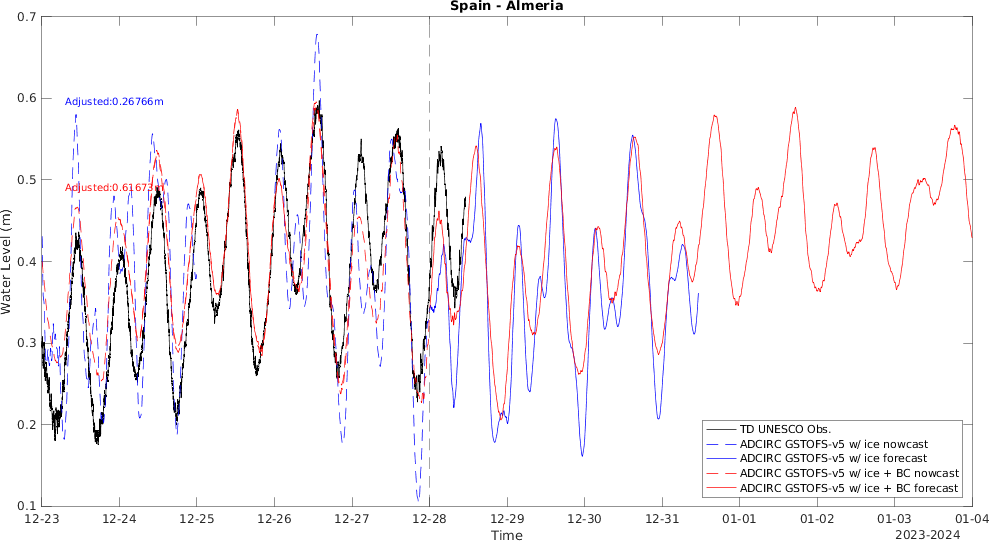 Spain - Almeria
0.7
0.6
0.5
0.4
0.3
0.2
0.1
Water Level (m)
Adjusted:0.26766m
Adjusted:0.61673m
TD UNESCO Obs.
ADCIRC GSTOFS-v5 w/ ice nowcast
ADCIRC GSTOFS-v5 w/ ice forecast
ADCIRC GSTOFS-v5 w/ ice + BC nowcast
ADCIRC GSTOFS-v5 w/ ice + BC forecast
12-23 12-24 12-25 12-26 12-27 12-28 12-29 12-30 12-31 01-01 01-02 01-03 01-04
Time
2023-2024